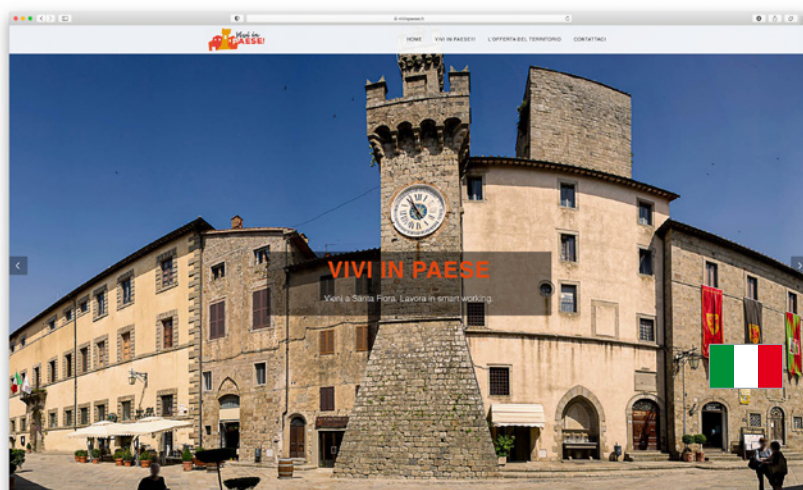 Vivi in
PAESE!
HOME VIVI IN PAESE!!! L'OFFERTA DEL TERRITORIO CONTATTACI
VIVI IN PAESE
Vieni a Santa Fiora. Lavora in smart working.